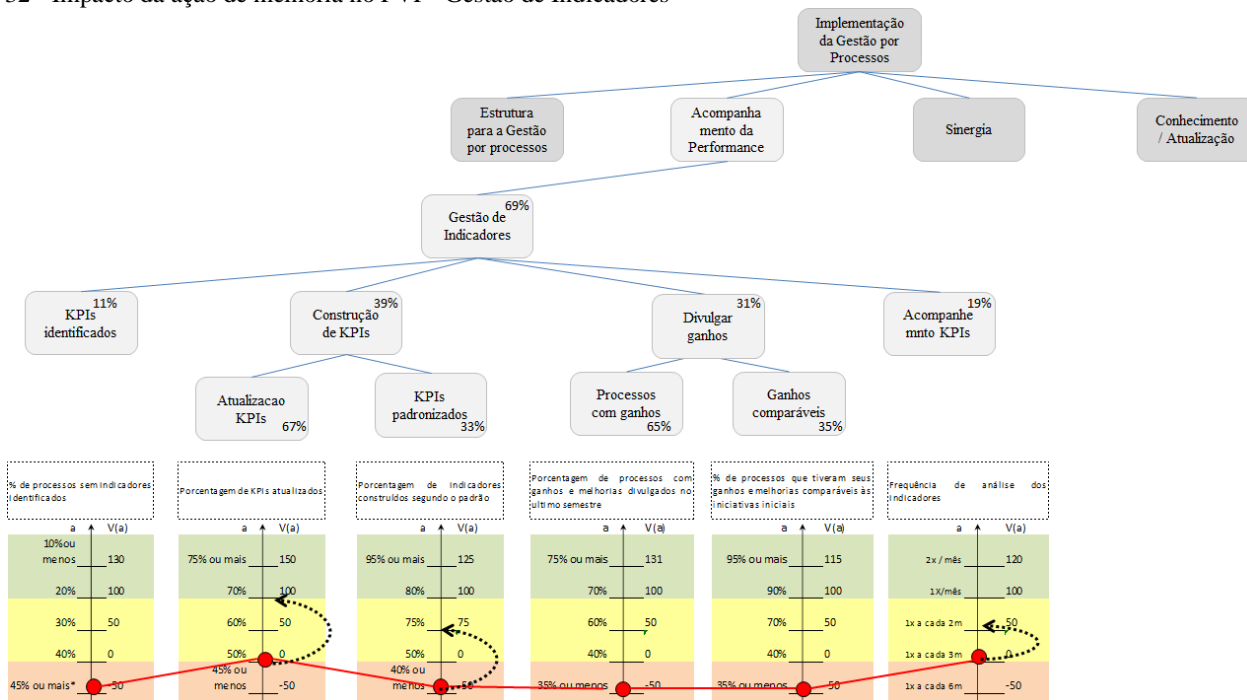 32 - Impacto da ação de memória no PVF - Gestão de Indicadores
Implementação
da Gestão por
Processos
Estrutura
para a Gestão
por processos
Acompanha
mento da
Performance
Sinergia
Conhecimento
/ Atualização
69%
Gestão de
Indicadores
11%
KPIs
identificados
39%
Construção
de KPIs
31%
Divulgar
ganhos
19%
Acompanhe
mnto KPIs
Atualizacao
KPIs
67%
KPIs
padronizados
33%
Processos
com ganhos
65%
Ganhos
comparáveis
35%
% de processos sem indicadores
identificados
a V(a)
10%ou
menos 130
20% 100
30% 50
40% 0
45% ou mais* -50
Porcentagem de KPIs atualizados
a V(a)
75% ou mais 150
70% 100
60% 50
50% 0
45% ou
menos -50
Porcentagem de Indicadores
construídos segundo o padrão
a V(a)
95% ou mais 125
80% 100
75% 75
50% 0
40% ou
menos -50
Porcentagem de processos com
ganhos e melhorias divulgados no
ultimo semestre
a V(a)
75% ou mais 131
70% 100
60% 50
40% 0
35% ou menos -50
% de processos que tiveram seus
ganhos e melhorias comparáveis às
iniciativas iniciais
a V(a)
95% ou mais 115
90% 100
70% 50
40% 0
35% ou menos -50
Frequência de análise dos
Indicadores
a V(a)
2x / mês 120
1X/mês 100
1x a cada 2m 50
1x a cada 3m 0
1x a cada 6m -50